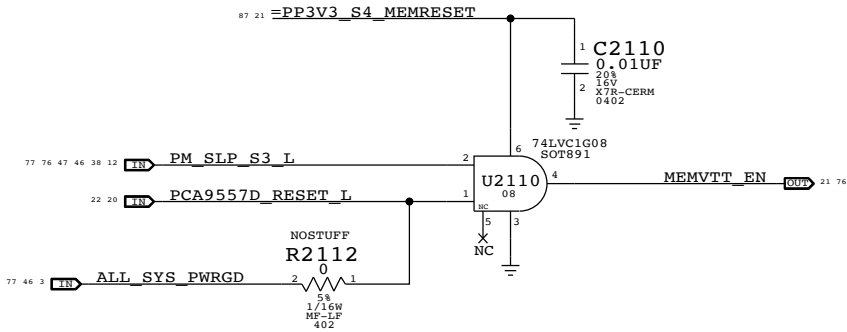 87 21 =PP3V3_S4_MEMRESET
1 C2110
0.01UF
20%
16V
2 X7R-CERM
0402
74LVC1G08
SOT891
6
77 76 47 46 38 12 IN PM_SLP_S3_L 2
U2110
08
4 MEMVTT_EN OUT 21 76
22 20 IN PCA9557D_RESET_L 1
NC
5 3
NC
NOSTUFF
R2112
0
77 46 3 IN ALL_SYS_PWRGD 2 1
5%
1/16W
MF-LF
402